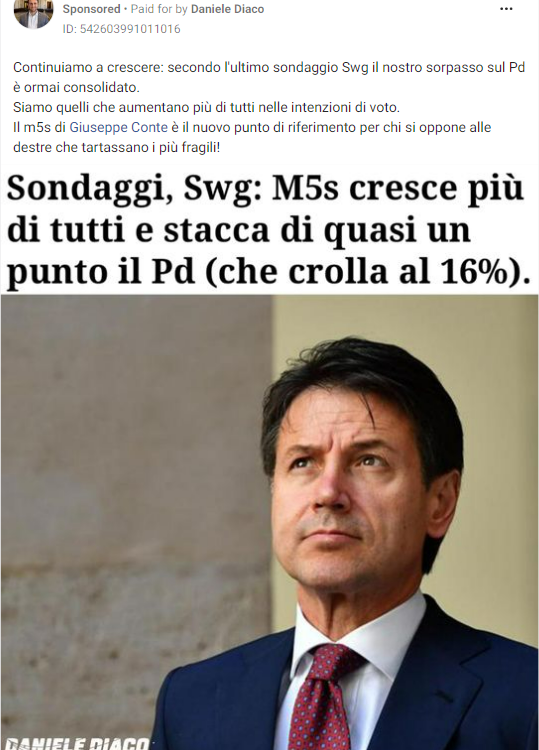 Sponsored • Paid for by Daniele Diaco
ID: 542603991011016
Continuiamo a crescere: secondo l'ultimo sondaggio Swg il nostro sorpasso sul Pd
è ormai consolidato.
Siamo quelli che aumentano più di tutti nelle intenzioni di voto.
Il m5s di Giuseppe Conte è il nuovo punto di riferimento per chi si oppone alle
destre che tartassano i più fragili!
Sondaggi, Swg: M5s cresce più
di tutti e stacca di quasi un
punto il Pd (che crolla al 16%).
DANIELE DIACO